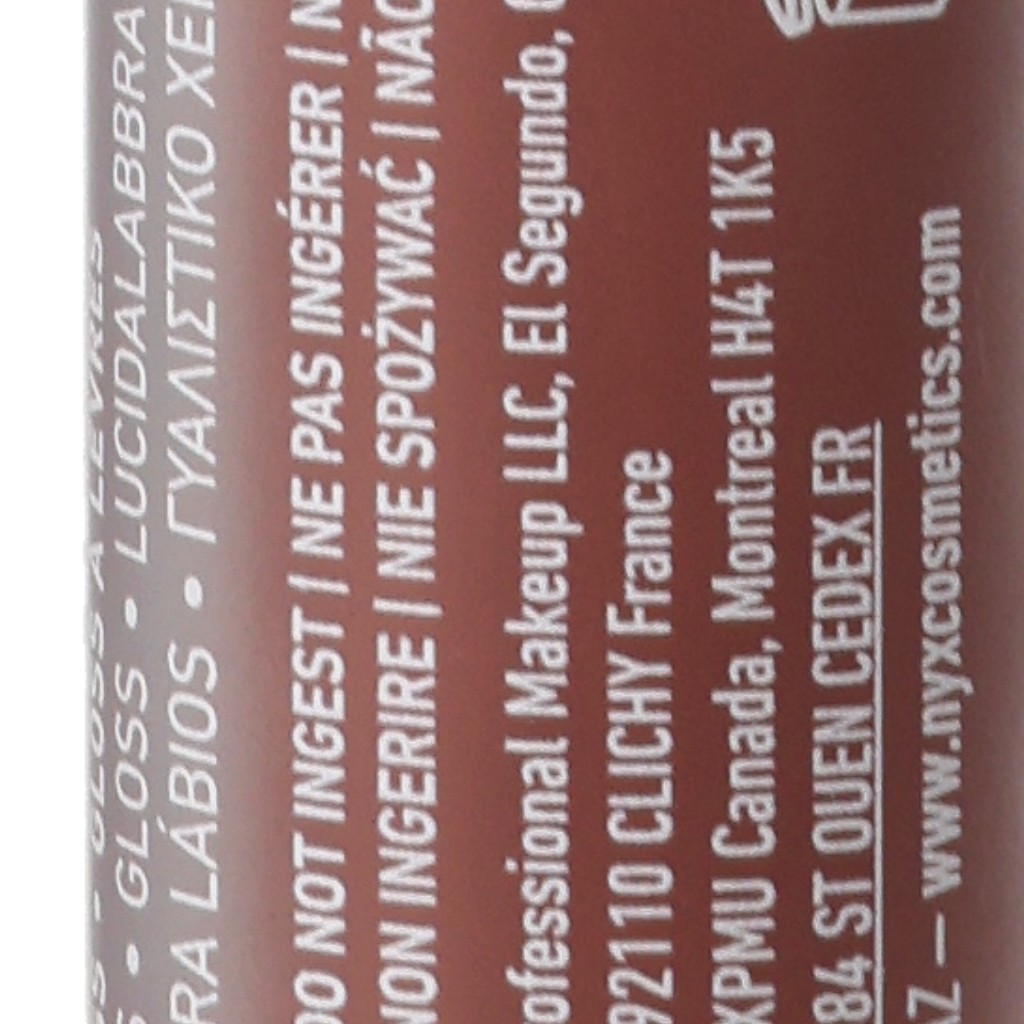 GLOSS À LÈVRES
• GLOSS • LUCIDALABBRA
RA LÁBIOS • ΓΥΑΛΙΣΤΙΚΟ ΧΕΙ
DO NOT INGEST | NE PAS INGÉRER | N
NON INGERIRE | NIE SPOŻYWAĆ | NÃO
ofessional Makeup LLC, El Segundo,
92110 CLICHY France
XPMU Canada, Montreal H4T 1K5
84 ST OUEN CEDEX FR
AZ – www.nyxcosmetics.com